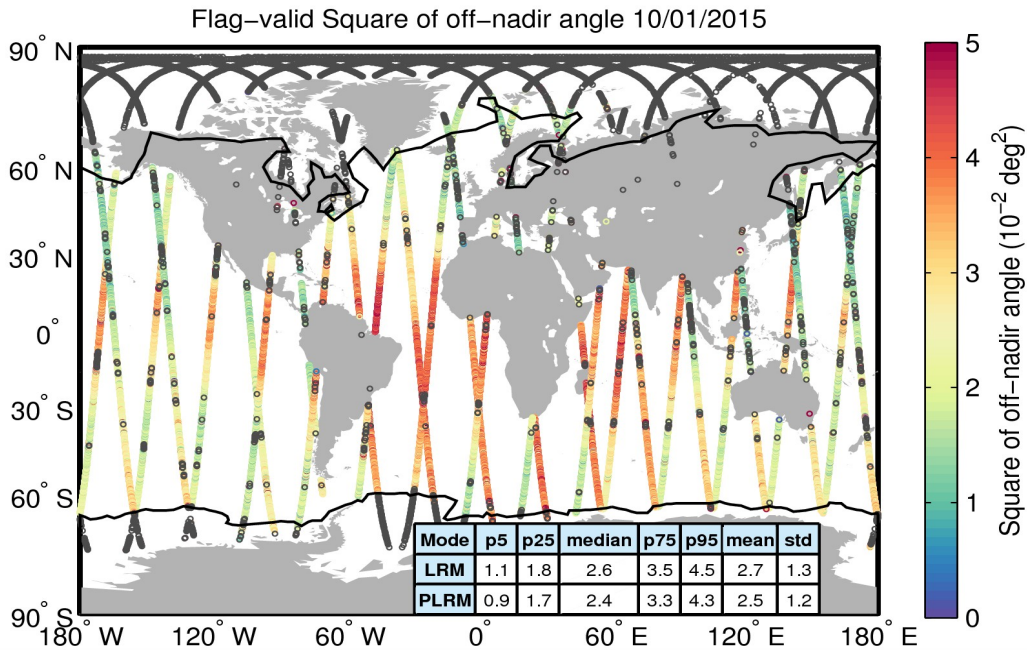 Flag−valid Square of off−nadir angle 10/01/2015
90° N
60° N
30° N
0°
30° S
60° S
90° S
180° W
120° W
60° W
0°
60° E
120° E
180° E
5
4
3
2
1
0
Square of off−nadir angle (10⁻² deg²)
Mode p5 p25 median p75 p95 mean std
LRM 1.1 1.8 2.6 3.5 4.5 2.7 1.3
PLRM 0.9 1.7 2.4 3.3 4.3 2.5 1.2